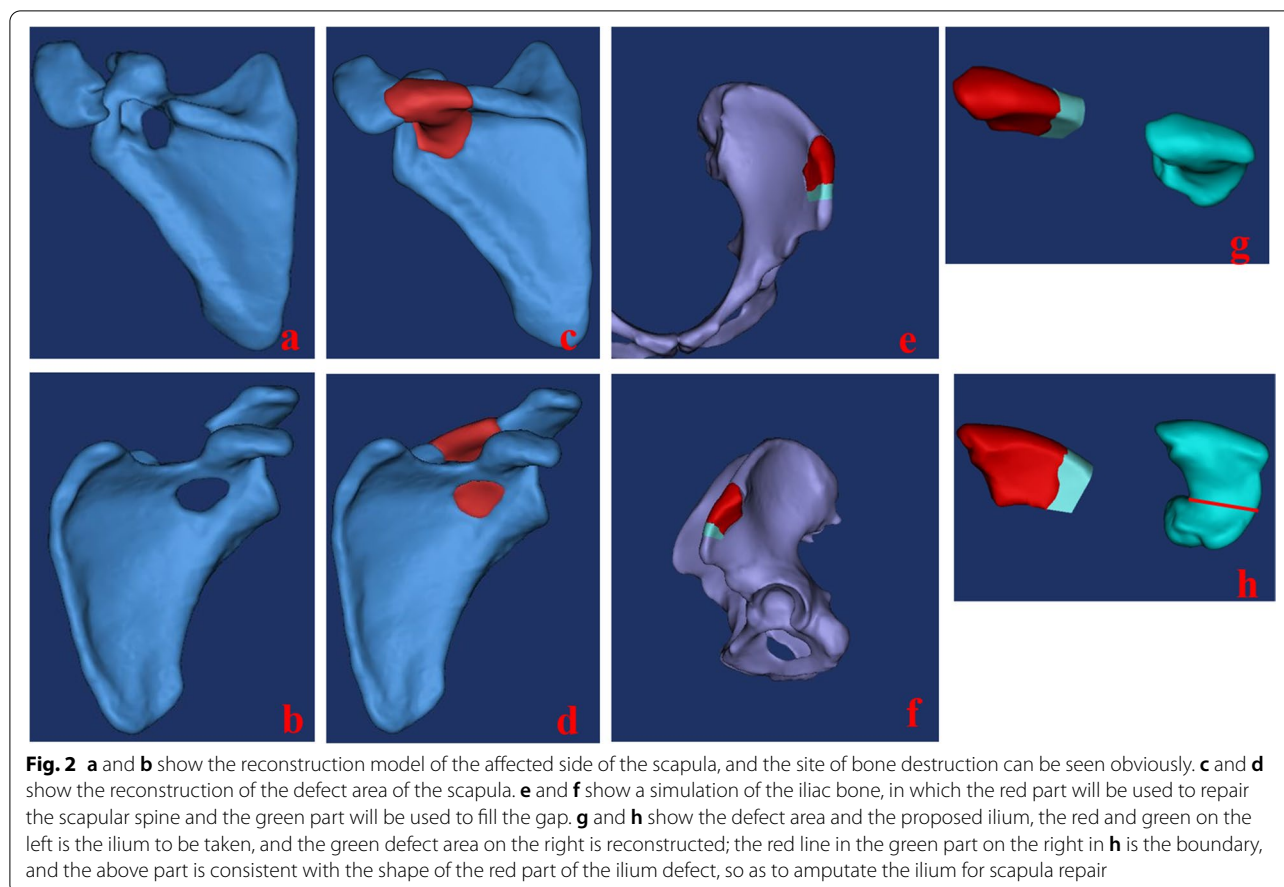 a
c
e
g
b
d
f
h
Fig. 2 a and b show the reconstruction model of the affected side of the scapula, and the site of bone destruction can be seen obviously. c and d
show the reconstruction of the defect area of the scapula. e and f show a simulation of the iliac bone, in which the red part will be used to repair
the scapular spine and the green part will be used to fill the gap. g and h show the defect area and the proposed ilium, the red and green on the
left is the ilium to be taken, and the green defect area on the right is reconstructed; the red line in the green part on the right in h is the boundary,
and the above part is consistent with the shape of the red part of the ilium defect, so as to amputate the ilium for scapula repair